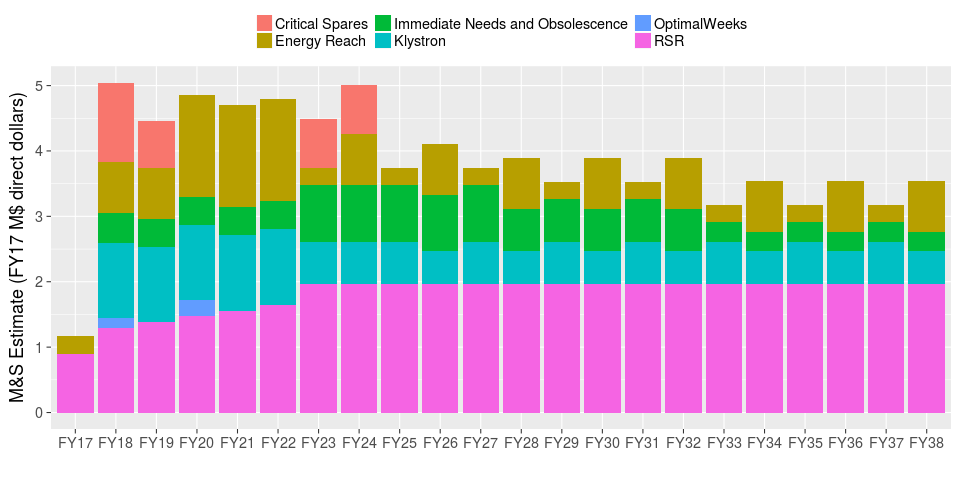 Critical Spares Immediate Needs and Obsolescence OptimalWeeks
Energy Reach Klystron RSR
M&S Estimate (FY17 M$ direct dollars)
5
4
3
2
1
0
FY17 FY18 FY19 FY20 FY21 FY22 FY23 FY24 FY25 FY26 FY27 FY28 FY29 FY30 FY31 FY32 FY33 FY34 FY35 FY36 FY37 FY38